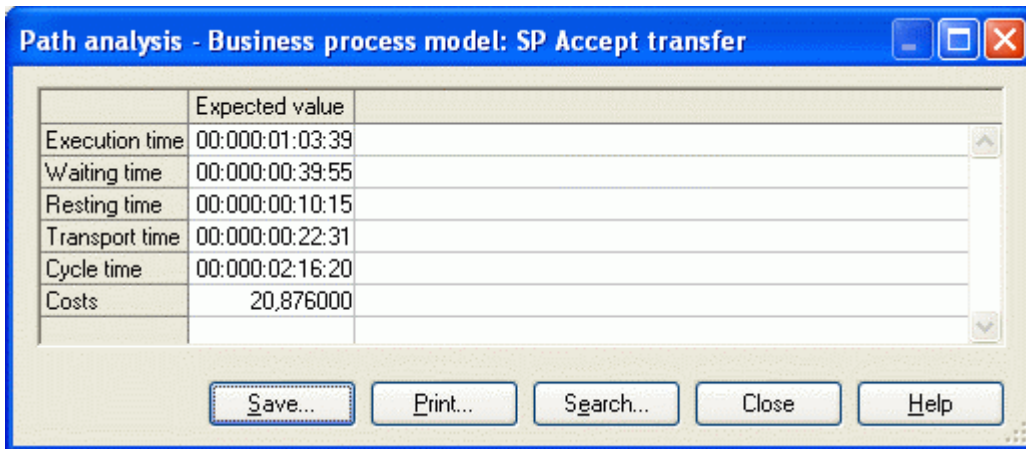 Path analysis - Business process model: SP Accept transfer
Expected value
Execution time 00:000:01:03:39
Waiting time 00:000:00:39:55
Resting time 00:000:00:10:15
Transport time 00:000:00:22:31
Cycle time 00:000:02:16:20
Costs 20,876000
Save... Print... Search... Close Help